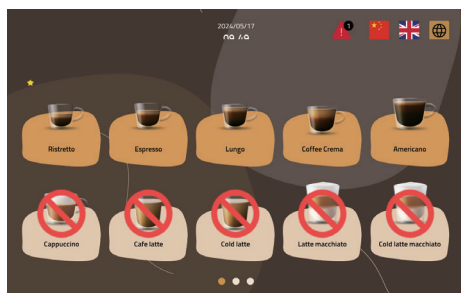 2024/05/17
1
Ristretto
Espresso
Lungo
Coffee Crema
Americano
Cappuccino
Cafe latte
Cold latte
Latte macchiato
Cold latte macchiato